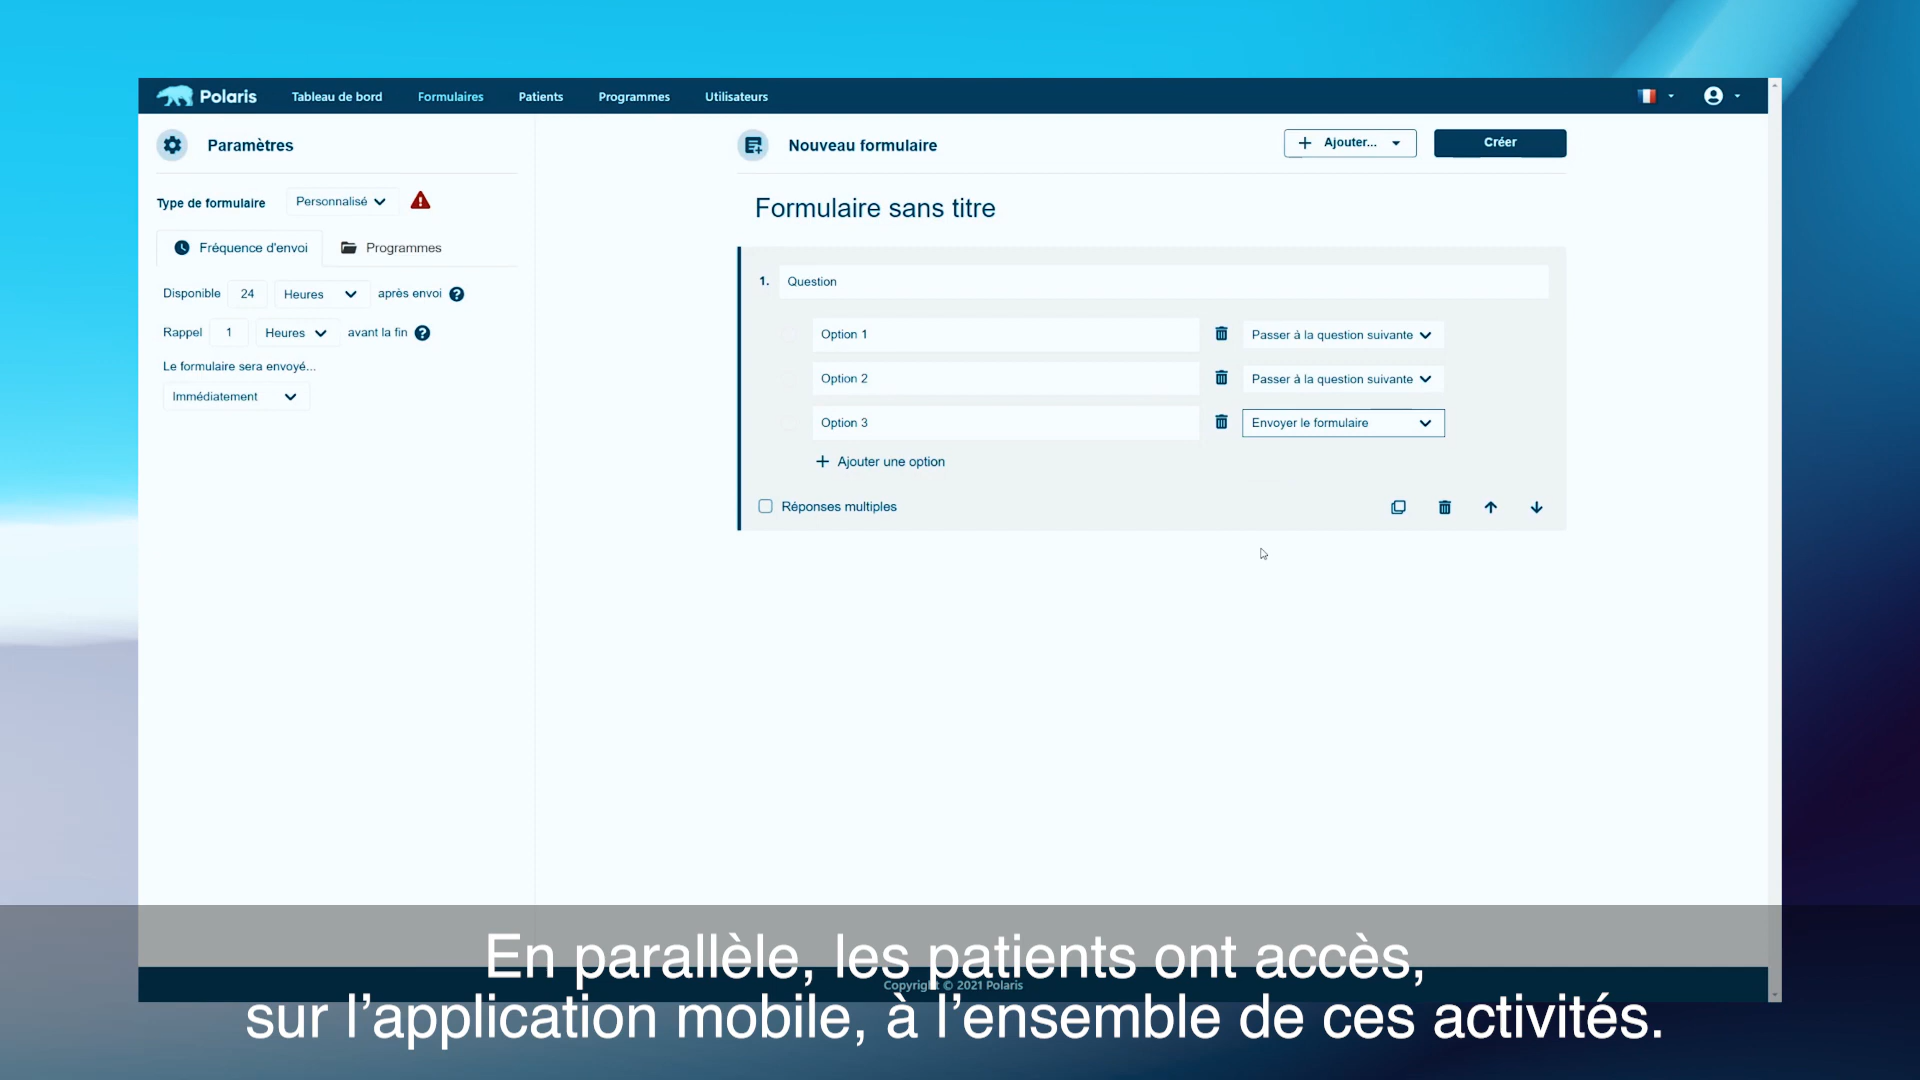 Polaris
Tableau de bord
Formulaires
Patients
Programmes
Utilisateurs
Paramètres
Type de formulaire
Personnalisé
Fréquence d'envoi
Programmes
Disponible 24 Heures après envoi
Rappel 1 Heures avant la fin
Le formulaire sera envoyé...
Immédiatement
Nouveau formulaire
Ajouter...
Créer
Formulaire sans titre
1. Question
Option 1
Passer à la question suivante
Option 2
Passer à la question suivante
Option 3
Envoyer le formulaire
Ajouter une option
Réponses multiples
Copyright © 2021 Polaris
En parallèle, les patients ont accès,
sur l’application mobile, à l’ensemble de ces activités.